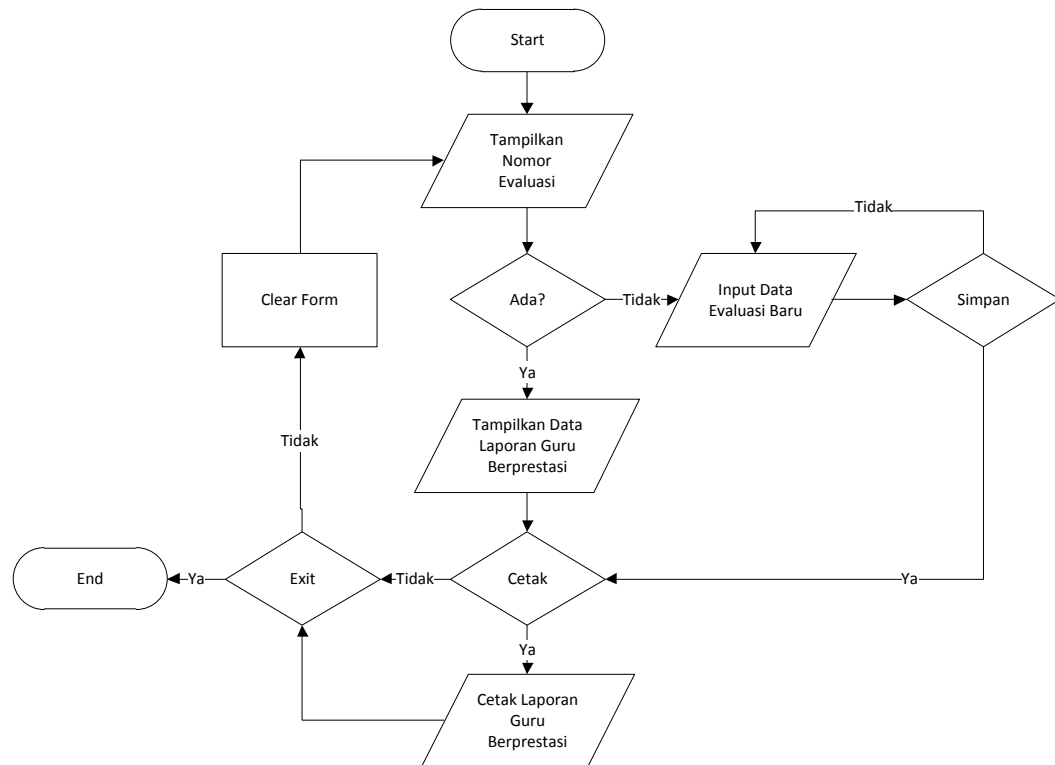 Start
Tampilkan
Nomor
Evaluasi
Tidak
Clear Form
Ada?
Tidak
Input Data
Evaluasi Baru
Simpan
Ya
Tampilkan Data
Laporan Guru
Berprestasi
Tidak
End
Ya
Exit
Tidak
Cetak
Ya
Ya
Cetak Laporan
Guru
Berprestasi